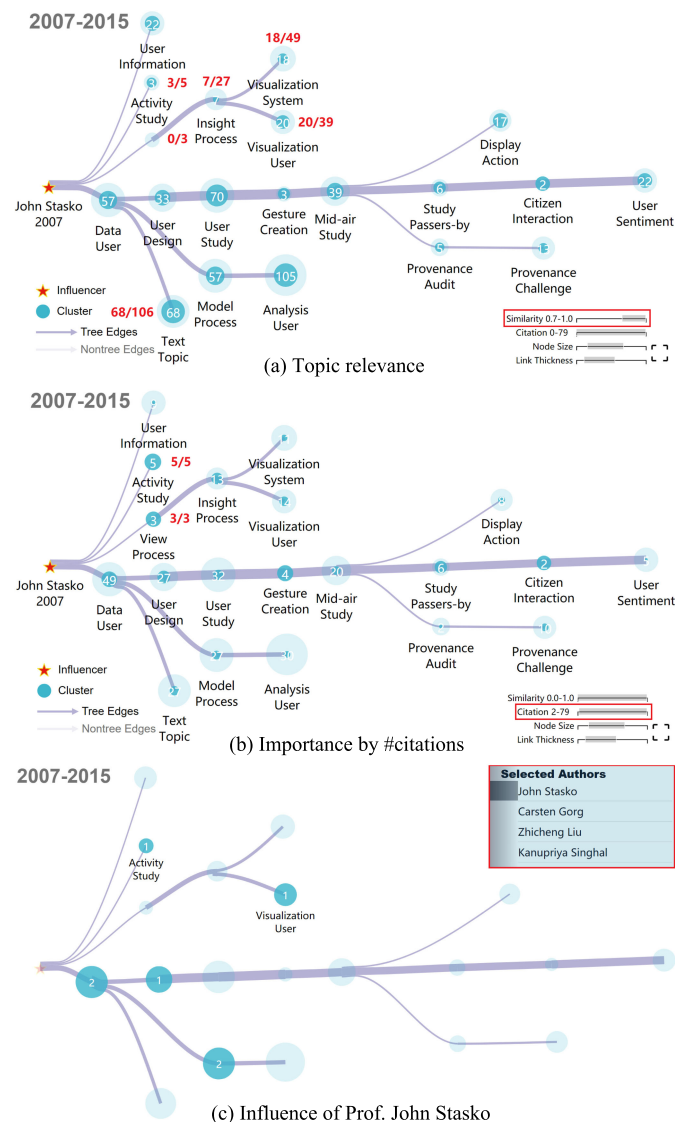 2007-2015
22
18/49
User
Information
18
3
3/5
7/27
Visualization
System
Activity
Study
7
20
20/39
17
0/3
Insight
Process
Visualization
User
Display
Action
John Stasko
2007
57
33
70
3
39
6
2
22
Data
User
User
Design
User
Study
Gesture
Creation
Mid-air
Study
Study
Passers-by
Citizen
Interaction
User
Sentiment
5
13
Provenance
Audit
Provenance
Challenge
57
105
Model
Process
Analysis
User
68/106
68
Text
Topic
Influencer
Cluster
Tree Edges
Nontree Edges
Similarity 0.7-1.0
Citation 0-79
Node Size
Link Thickness
(a) Topic relevance
2007-2015
User
Information
5
5/5
Visualization
System
Activity
Study
13
3
3/3
Insight
Process
Visualization
User
View
Process
Display
Action
John Stasko
2007
49
27
32
4
20
6
2
Data
User
User
Design
User
Study
Gesture
Creation
Mid-air
Study
Study
Passers-by
Citizen
Interaction
User
Sentiment
Provenance
Audit
Provenance
Challenge
27
Model
Process
Analysis
User
27
Text
Topic
Influencer
Cluster
Tree Edges
Nontree Edges
Similarity 0.0-1.0
Citation 2-79
Node Size
Link Thickness
(b) Importance by #citations
2007-2015
Selected Authors
John Stasko
Carsten Gorg
Zhicheng Liu
Kanupriya Singhal
1
Activity
Study
1
Visualization
User
2
1
2
(c) Influence of Prof. John Stasko